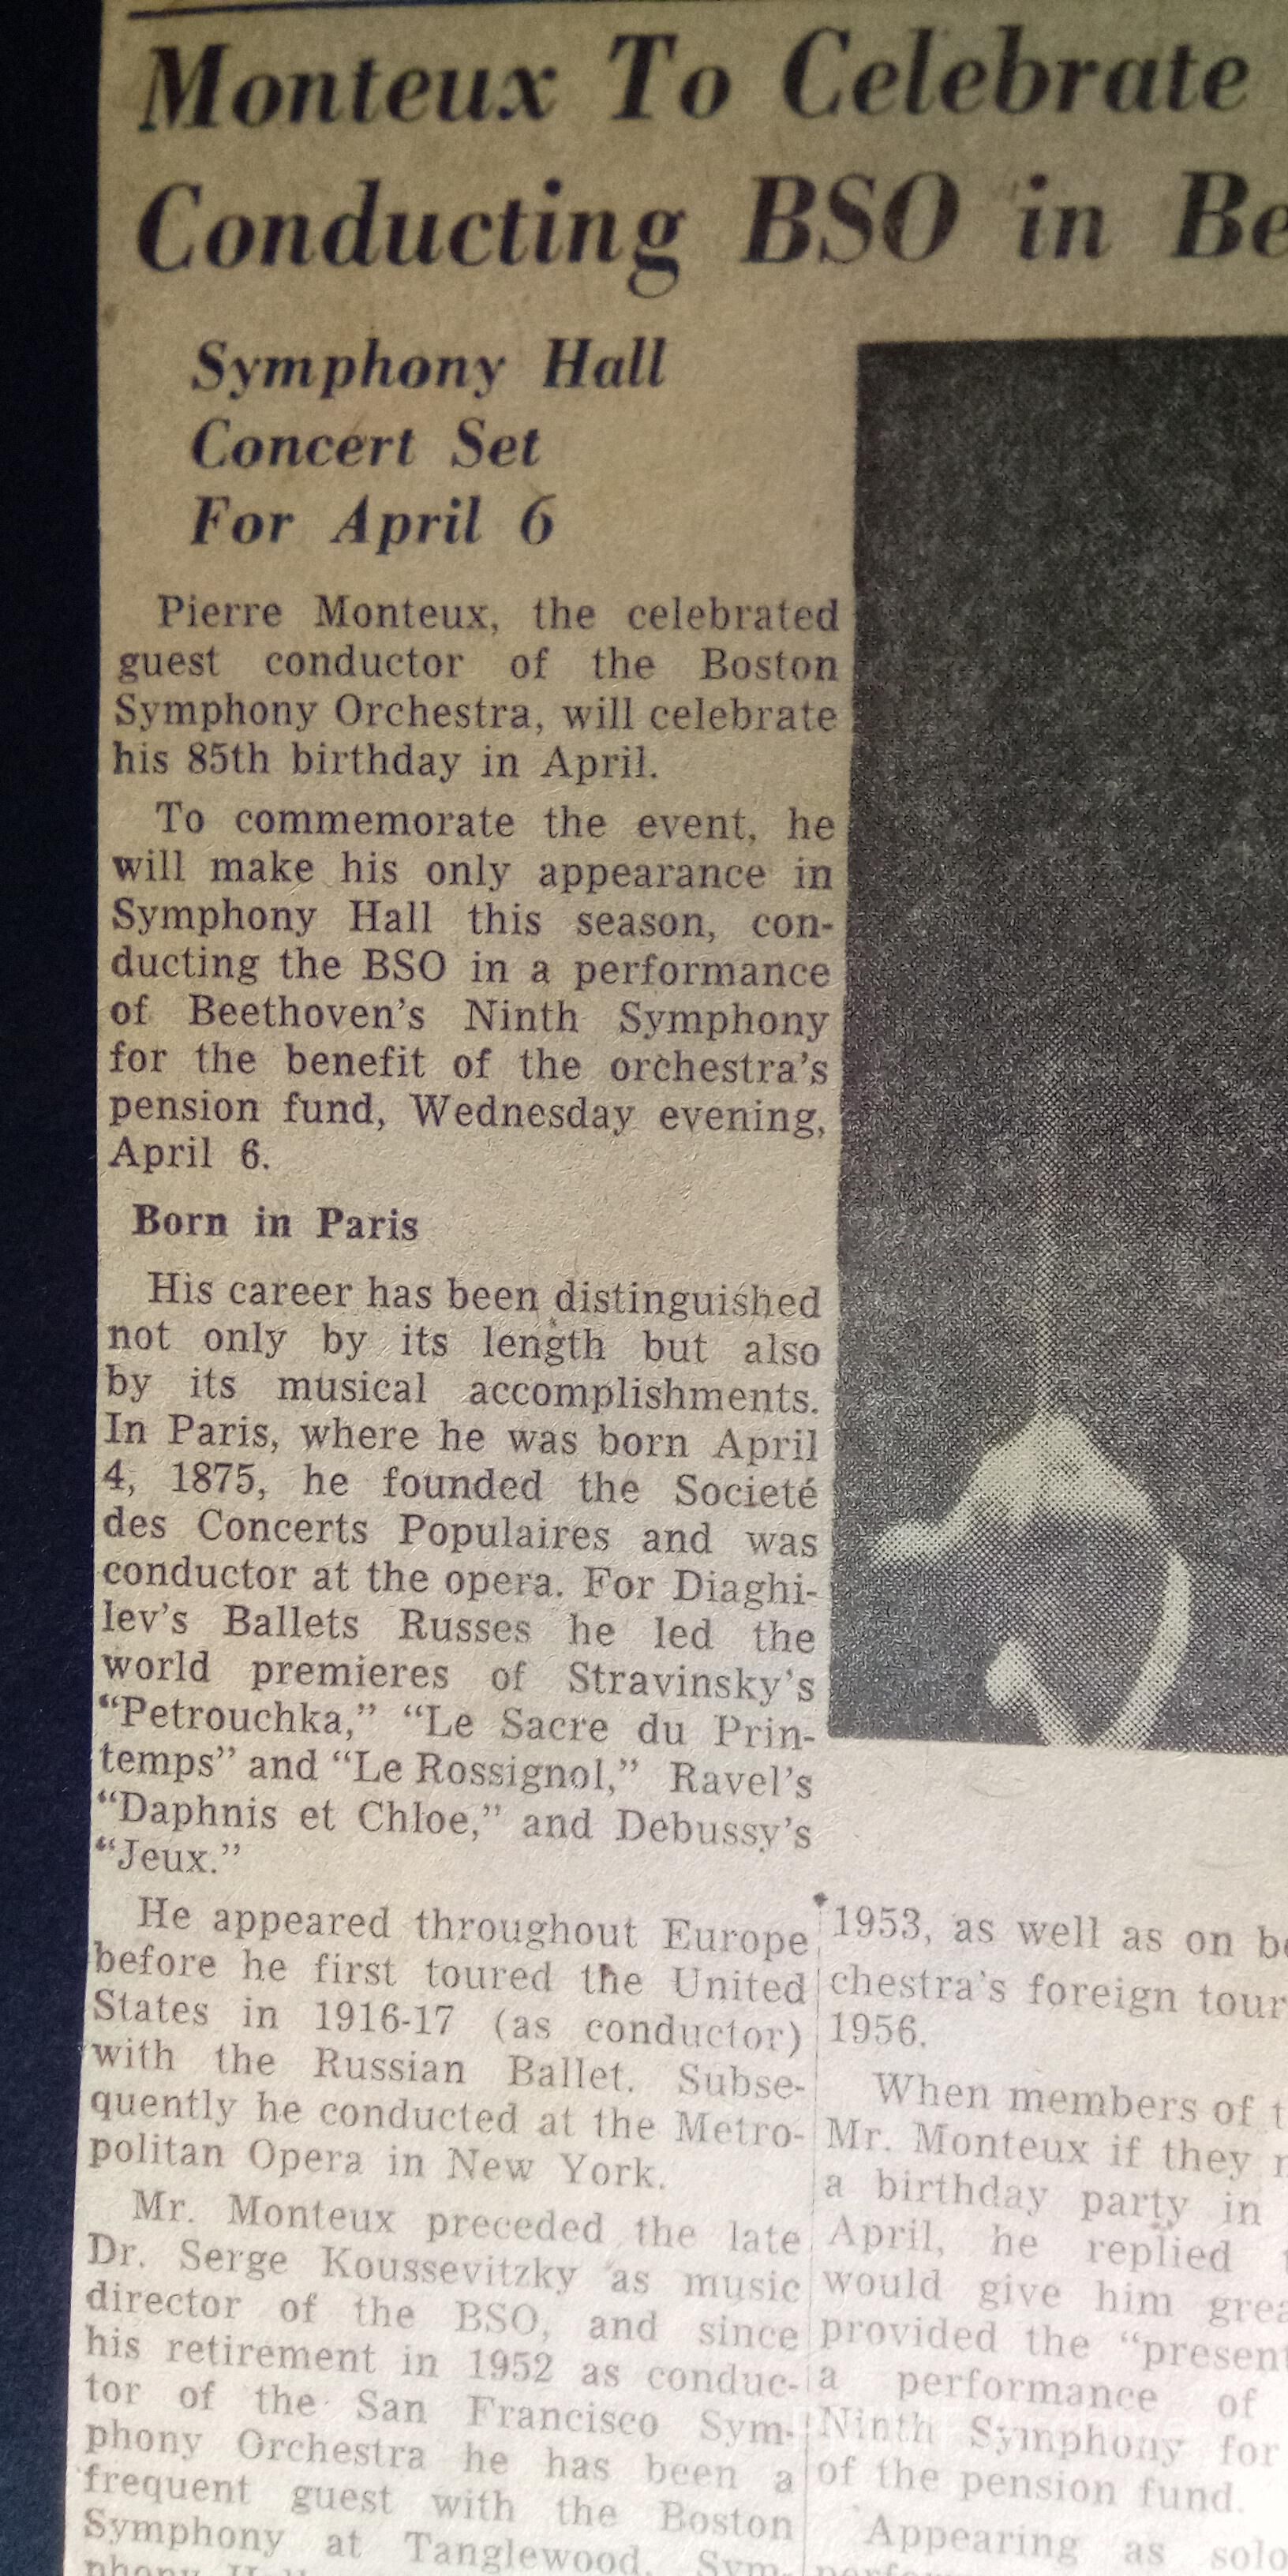 Monteux To Celebrate
Conducting BSO in Be
Symphony Hall
Concert Set
For April 6
Pierre Monteux, the celebrated
guest conductor of the Boston
Symphony Orchestra, will celebrate
his 85th birthday in April.
To commemorate the event, he
will make his only appearance in
Symphony Hall this season, con-
ducting the BSO in a performance
of Beethoven's Ninth Symphony
for the benefit of the orchestra's
pension fund, Wednesday evening,
April 6.
Born in Paris
His career has been distinguished
not only by its length but also
by its musical accomplishments.
In Paris, where he was born April
4, 1875, he founded the Societé
des Concerts Populaires and was
conductor at the opera. For Diaghi-
lev's Ballets Russes he led the
world premieres of Stravinsky's
"Petrouchka," "Le Sacre du Prin-
temps" and "Le Rossignol," Ravel's
"Daphnis et Chloe," and Debussy's
"Jeux."
He appeared throughout Europe
before he first toured the United
States in 1916-17 (as conductor)
with the Russian Ballet. Subse-
quently he conducted at the Metro-
politan Opera in New York.
Mr. Monteux preceded the late
Dr. Serge Koussevitzky as music
director of the BSO, and since
his retirement in 1952 as conduc-
tor of the San Francisco Sym-
phony Orchestra he has been a
frequent guest with the Boston
Symphony at Tanglewood, Sym-
1953, as well as on
chestra's foreign tour
1956.
When members of
Mr. Monteux if they
a birthday party in
April, he replied
would give him grea
provided the "present
a performance of
Ninth Symphony for
of the pension fund.
Appearing as solo